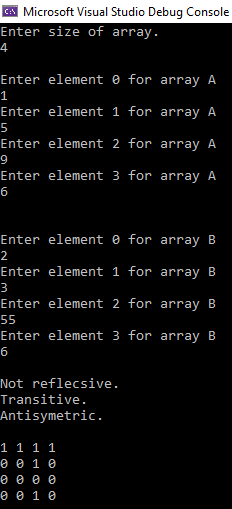 Microsoft Visual Studio Debug Console
Enter size of array.
4
Enter element 0 for array A
1
Enter element 1 for array A
5
Enter element 2 for array A
9
Enter element 3 for array A
6
Enter element 0 for array B
2
Enter element 1 for array B
3
Enter element 2 for array B
55
Enter element 3 for array B
6
Not reflecsive.
Transitive.
Antisymetric.
1 1 1 1
0 0 1 0
0 0 0 0
0 0 1 0